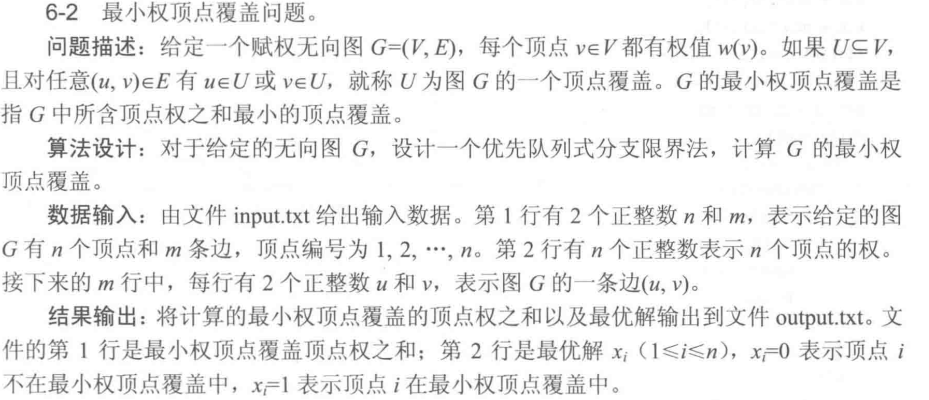 6-2 最小权顶点覆盖问题。
问题描述：给定一个赋权无向图 G=(V, E)，每个顶点 v∈V 都有权值 w(v)。如果 U⊆V，
且对任意(u, v)∈E 有 u∈U 或 v∈U，就称 U 为图 G 的一个顶点覆盖。G 的最小权顶点覆盖是
指 G 中所含顶点权之和最小的顶点覆盖。
算法设计：对于给定的无向图 G，设计一个优先队列式分支限界法，计算 G 的最小权
顶点覆盖。
数据输入：由文件 input.txt 给出输入数据。第 1 行有 2 个正整数 n 和 m，表示给定的图
G 有 n 个顶点和 m 条边，顶点编号为 1, 2, …, n。第 2 行有 n 个正整数表示 n 个顶点的权。
接下来的 m 行中，每行有 2 个正整数 u 和 v，表示图 G 的一条边(u, v)。
结果输出：将计算的最小权顶点覆盖的顶点权之和以及最优解输出到文件 output.txt。文
件的第 1 行是最小权顶点覆盖顶点权之和；第 2 行是最优解 xᵢ（1≤i≤n），xᵢ=0 表示顶点 i
不在最小权顶点覆盖中，xᵢ=1 表示顶点 i 在最小权顶点覆盖中。